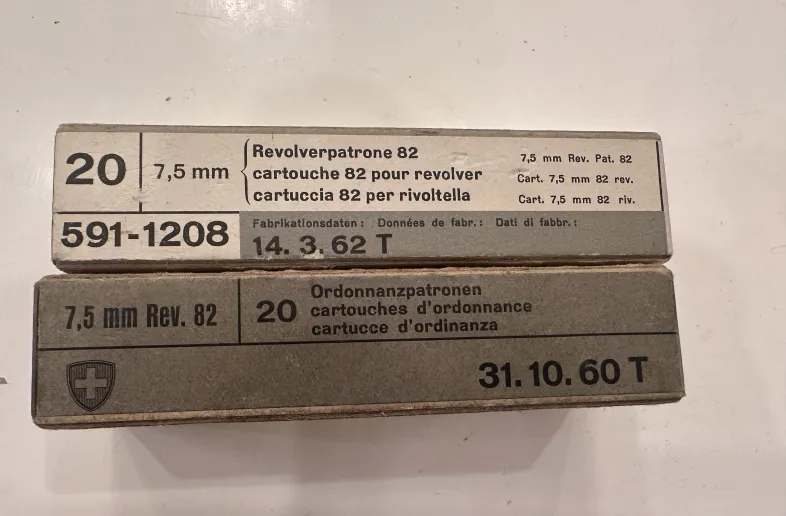 20 7,5 mm
Revolverpatrone 82
cartouche 82 pour revolver
cartuccia 82 per rivoltella
7,5 mm Rev. Pat. 82
Cart. 7,5 mm 82 rev.
Cart. 7,5 mm 82 riv.
591-1208
Fabrikationsdaten: Données de fabr.: Dati di fabbr.:
14. 3. 62 T
7,5 mm Rev. 82
20
Ordonnanzpatronen
cartouches d'ordonnance
cartucce d'ordinanza
31. 10. 60 T